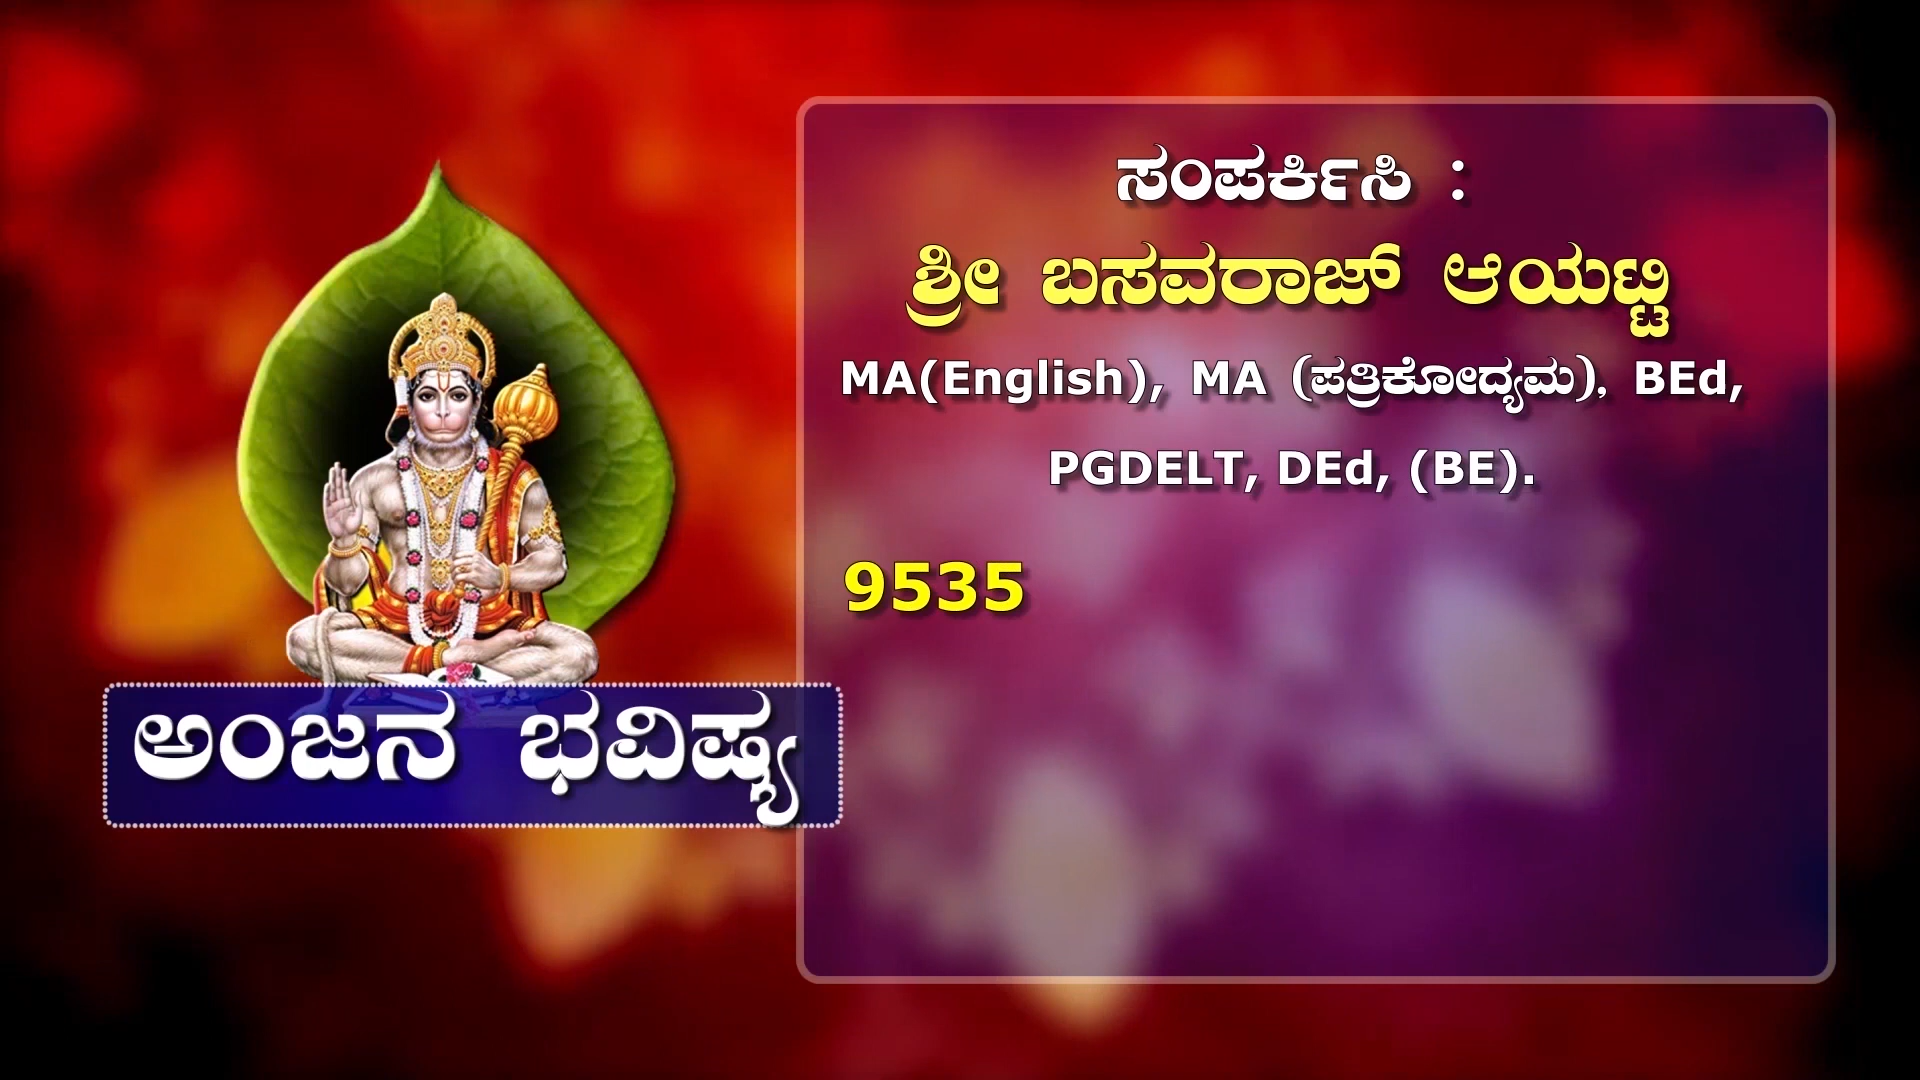 ಸಂಪರ್ಕಿಸಿ :
ಶ್ರೀ ಬಸವರಾಜ್ ಆಯಟ್ಟಿ
MA(English), MA (ಪತ್ರಿಕೋದ್ಯಮ), BEd,
PGDELT, DEd, (BE).
9535
ಅಂಜನ ಭವಿಷ್ಯ